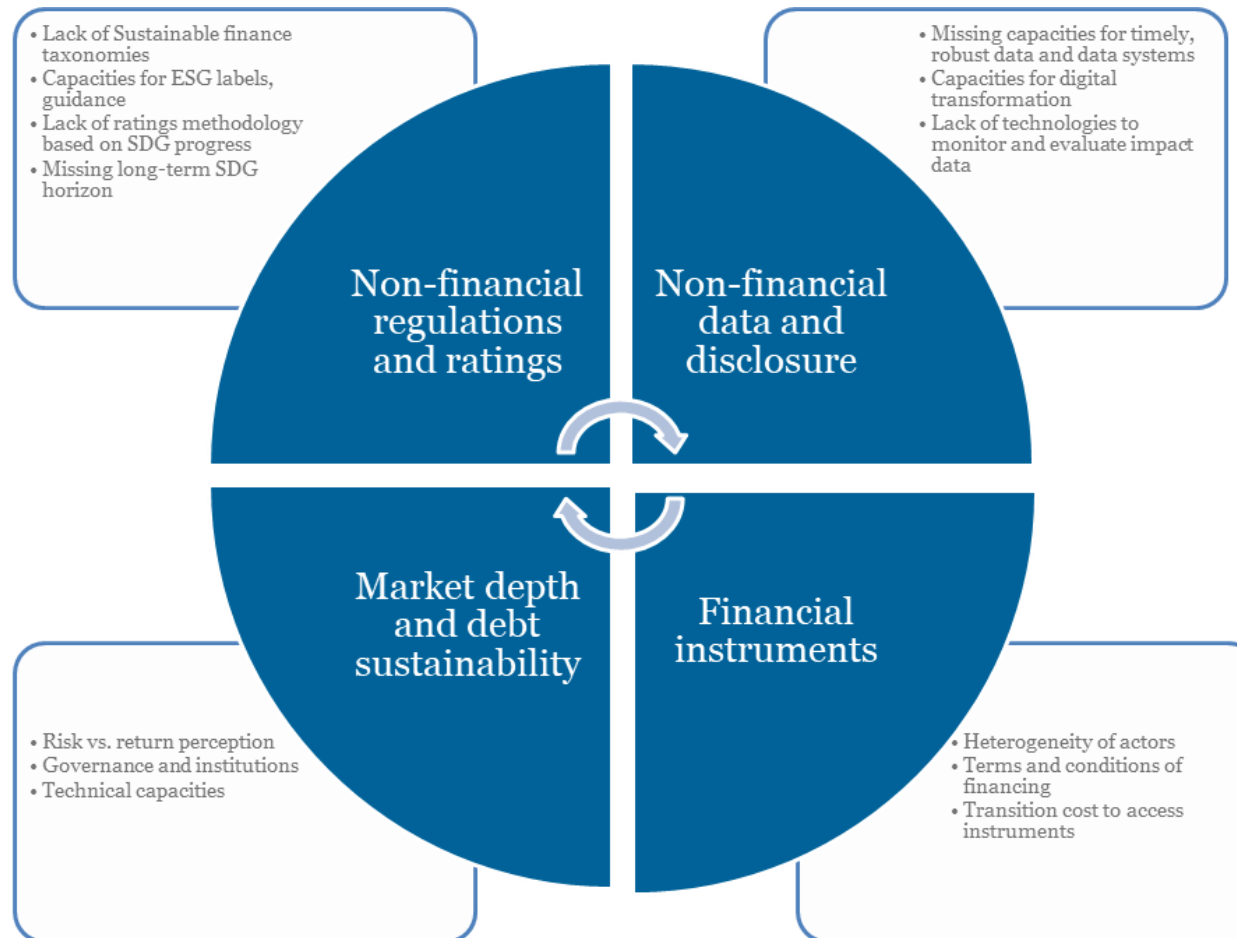 • Lack of Sustainable finance
taxonomies
• Capacities for ESG labels,
guidance
• Lack of ratings methodology
based on SDG progress
• Missing long-term SDG
horizon
• Missing capacities for timely,
robust data and data systems
• Capacities for digital
transformation
• Lack of technologies to
monitor and evaluate impact
data
Non-financial
regulations
and ratings
Non-financial
data and
disclosure
Market depth
and debt
sustainability
Financial
instruments
• Risk vs. return perception
• Governance and institutions
• Technical capacities
• Heterogeneity of actors
• Terms and conditions of
financing
• Transition cost to access
instruments